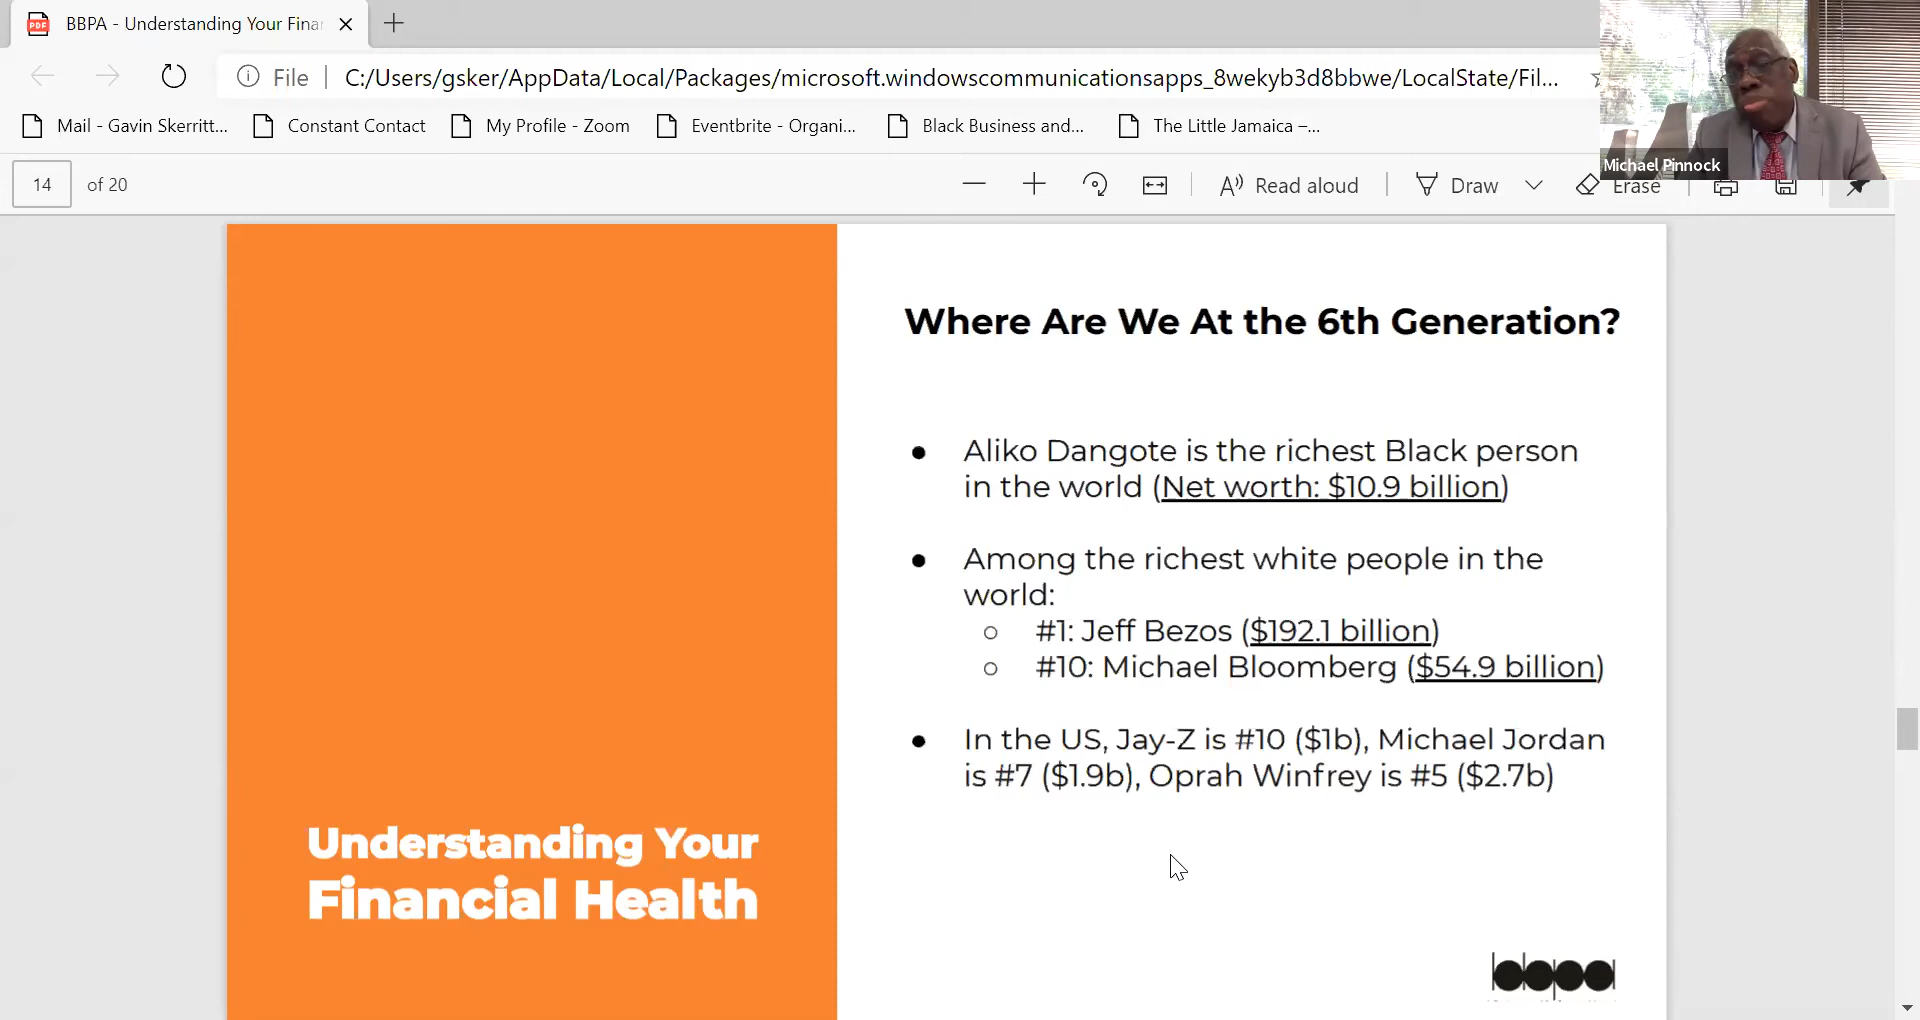 BBPA - Understanding Your Fina
File
C:/Users/gsker/AppData/Local/Packages/microsoft.windowscommunicationsapps_8wekyb3d8bbwe/LocalState/Fil...
Mail - Gavin Skerritt... Constant Contact My Profile - Zoom Eventbrite - Organi... Black Business and... The Little Jamaica –...
Michael Pinnock
14 of 20
Read aloud Draw Erase
Where Are We At the 6th Generation?
● Aliko Dangote is the richest Black person
in the world (Net worth: $10.9 billion)
● Among the richest white people in the
world:
○ #1: Jeff Bezos ($192.1 billion)
○ #10: Michael Bloomberg ($54.9 billion)
● In the US, Jay-Z is #10 ($1b), Michael Jordan
is #7 ($1.9b), Oprah Winfrey is #5 ($2.7b)
Understanding Your
Financial Health
bbpa